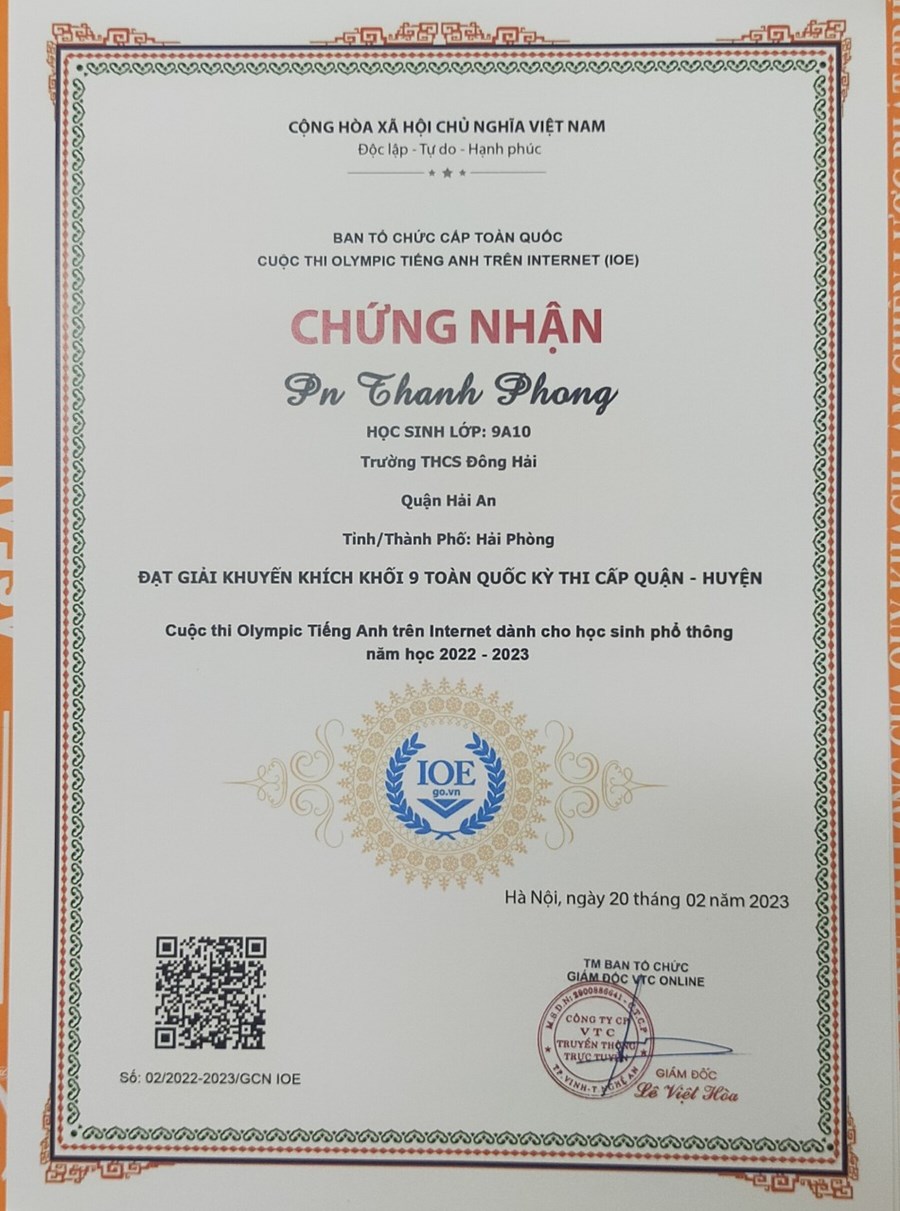 CỘNG HÒA XÃ HỘI CHỦ NGHĨA VIỆT NAM
Độc lập - Tự do - Hạnh phúc
BAN TỔ CHỨC CẤP TOÀN QUỐC
CUỘC THI OLYMPIC TIẾNG ANH TRÊN INTERNET (IOE)
CHỨNG NHẬN
Pn Thanh Phong
HỌC SINH LỚP: 9A10
Trường THCS Đông Hải
Quận Hải An
Tỉnh/Thành Phố: Hải Phòng
ĐẠT GIẢI KHUYẾN KHÍCH KHỐI 9 TOÀN QUỐC KỲ THI CẤP QUẬN - HUYỆN
Cuộc thi Olympic Tiếng Anh trên Internet dành cho học sinh phổ thông
năm học 2022 - 2023
IOE
go.vn
Hà Nội, ngày 20 tháng 02 năm 2023
TM BAN TỔ CHỨC
GIÁM ĐỐC VTC ONLINE
M.S.D.N: 2900886641 - C.T.C.P
CÔNG TY CP
VTC
TRUYỀN THÔNG
TRỰC TUYẾN
TP. VINH - T. NGHỆ AN
GIÁM ĐỐC
Lê Việt Hòa
Số: 02/2022-2023/GCN IOE